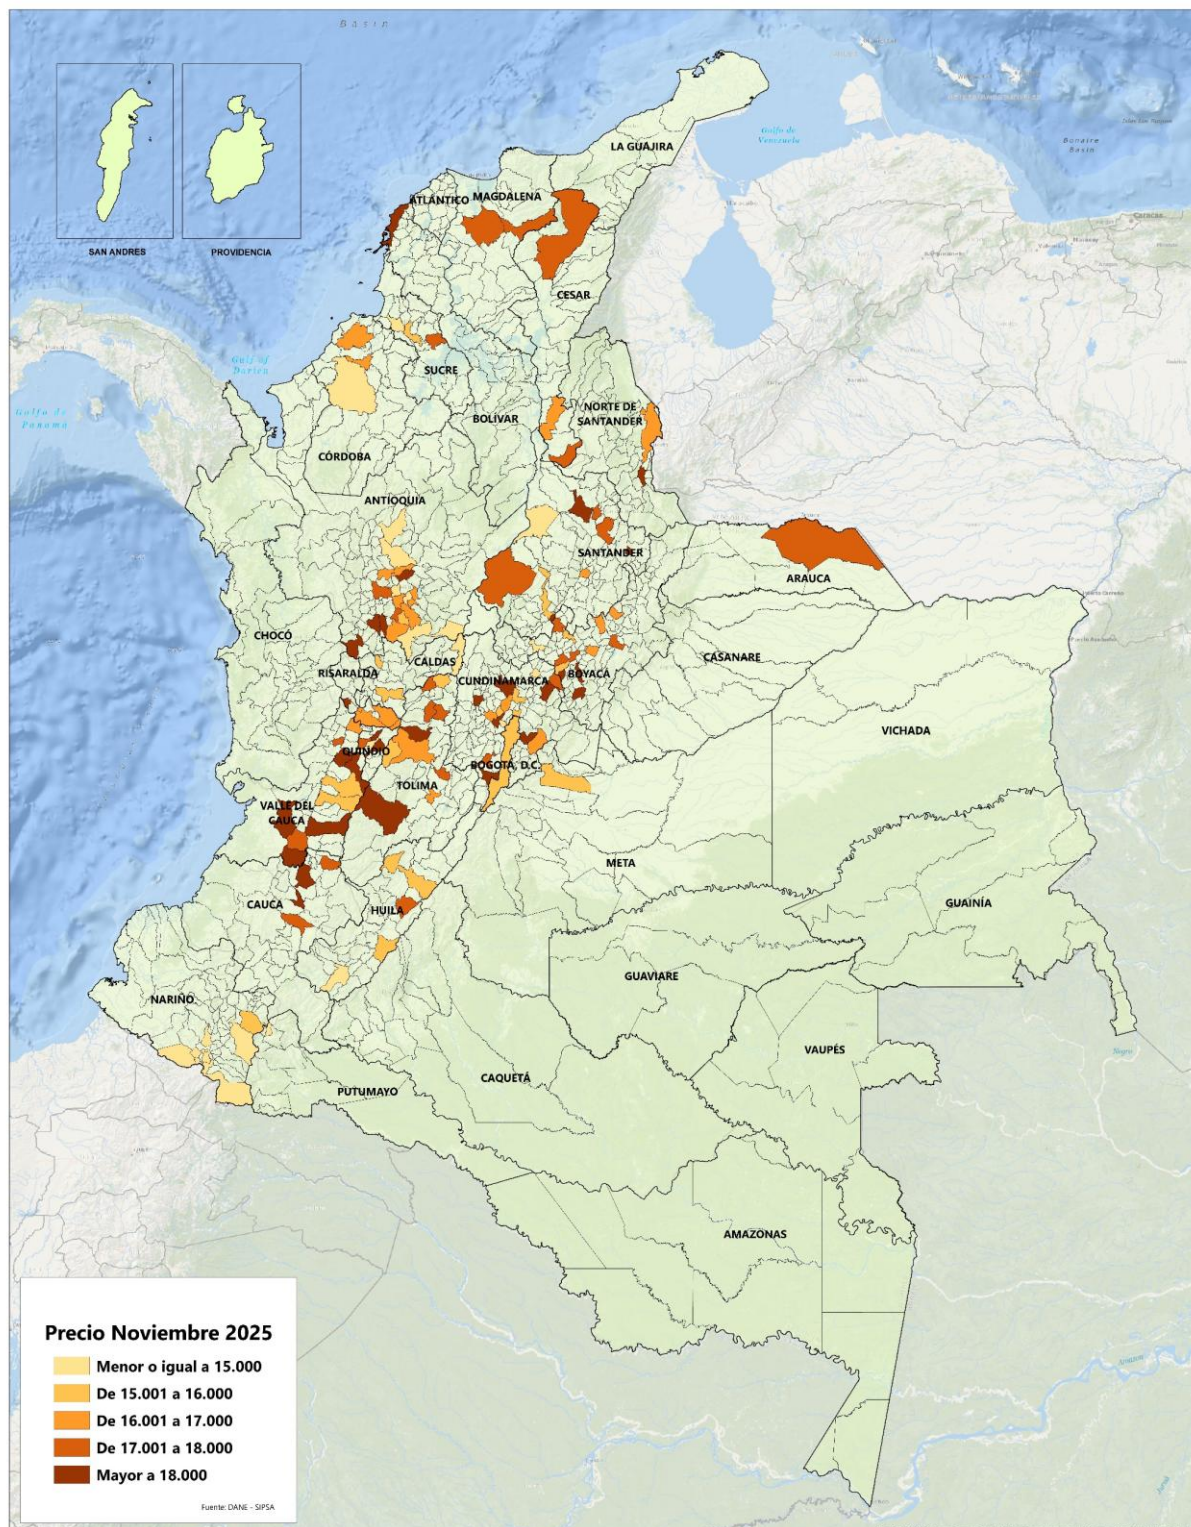 Basin
LA GUAJIRA
Golfo de
Venezuela
Bonaire
Basin
ATLÁNTICO
MAGDALENA
Caracas
SAN ANDRES
PROVIDENCIA
CESAR
Gulf of
Darien
SUCRE
Golfo de
Panamá
NORTE DE
SANTANDER
BOLÍVAR
CÓRDOBA
ANTIOQUIA
SANTANDER
ARAUCA
CHOCÓ
CASANARE
CALDAS
RISARALDA
CUNDINAMARCA
BOYACÁ
VICHADA
QUINDIO
BOGOTÁ, D.C.
TOLIMA
VALLE DEL
CAUCA
META
CAUCA
HUILA
GUAINÍA
GUAVIARE
NARIÑO
VAUPÉS
CAQUETÁ
PUTUMAYO
AMAZONAS
Precio Noviembre 2025
Menor o igual a 15.000
De 15.001 a 16.000
De 16.001 a 17.000
De 17.001 a 18.000
Mayor a 18.000
Fuente: DANE - SIPSA